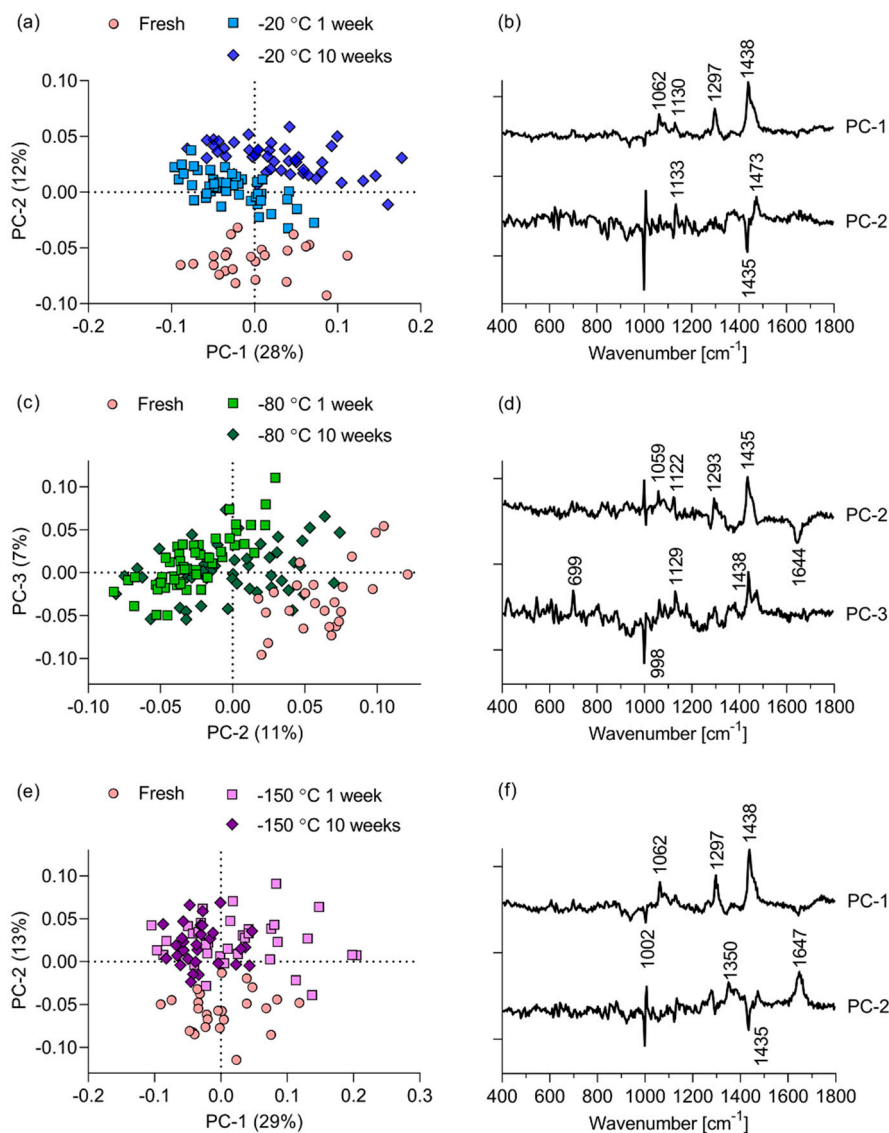 (a)
Fresh
-20 °C 1 week
-20 °C 10 weeks
0.10
0.05
0.00
-0.05
-0.10
PC-2 (12%)
-0.2 -0.1 0.0 0.1 0.2
PC-1 (28%)
(b)
1062
1130
1297
1438
PC-1
1133
1473
PC-2
1435
400 600 800 1000 1200 1400 1600 1800
Wavenumber [cm-1]
(c)
Fresh
-80 °C 1 week
-80 °C 10 weeks
0.10
0.05
0.00
-0.05
-0.10
PC-3 (7%)
-0.10 -0.05 0.00 0.05 0.10
PC-2 (11%)
(d)
1059
1122
1293
1435
PC-2
1644
699
1129
1438
PC-3
998
400 600 800 1000 1200 1400 1600 1800
Wavenumber [cm-1]
(e)
Fresh
-150 °C 1 week
-150 °C 10 weeks
0.10
0.05
0.00
-0.05
-0.10
PC-2 (13%)
-0.2 -0.1 0.0 0.1 0.2 0.3
PC-1 (29%)
(f)
1062
1297
1438
PC-1
1002
1350
1647
PC-2
1435
400 600 800 1000 1200 1400 1600 1800
Wavenumber [cm-1]